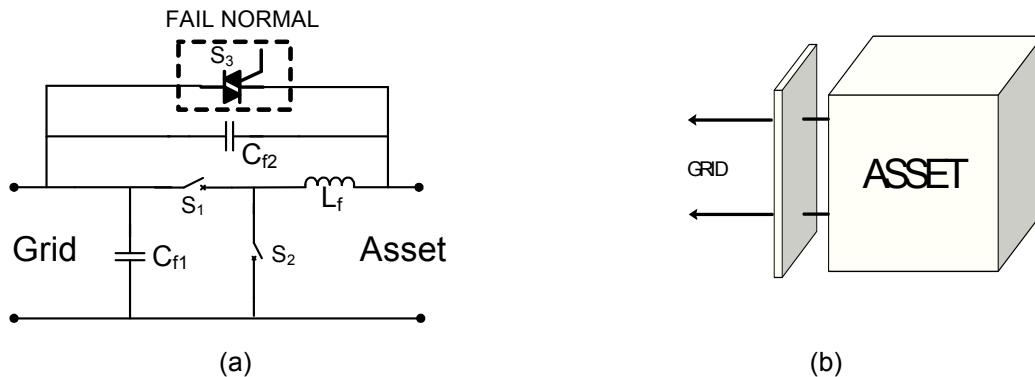 FAIL NORMAL
S3
Cf2
S1
Lf
Grid
Cf1
S2
Asset
(a)
GRID
ASSET
(b)